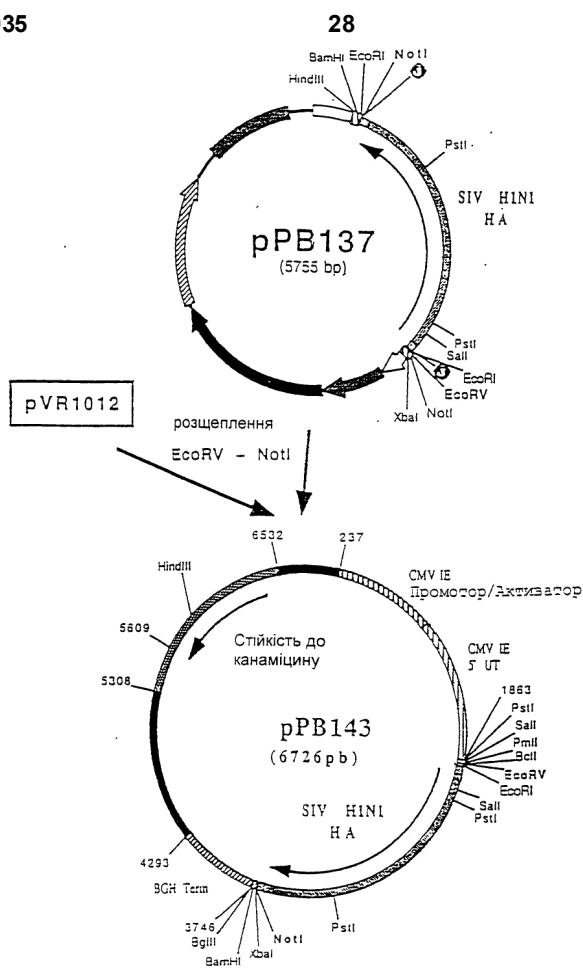 035
28
BamHI EcoRI NotI
HindIII
PstI
SIV H1N1
HA
pPB137
(5755 bp)
PstI
SalI
EcoRI
EcoRV
NotI
XbaI
pVR1012
розщеплення
EcoRV – NotI
6532
237
HindIII
CMV IE
Промотор/Активатор
5609
Стійкість до
канаміцину
CMV IE
5' UT
5308
1863
PstI
SalI
PmlI
BclI
EcoRV
EcoRI
SalI
PstI
pPB143
(6726pb)
SIV H1N1
HA
4293
BGH Term
3746
BglII
BamHI
XbaI
NotI
PstI